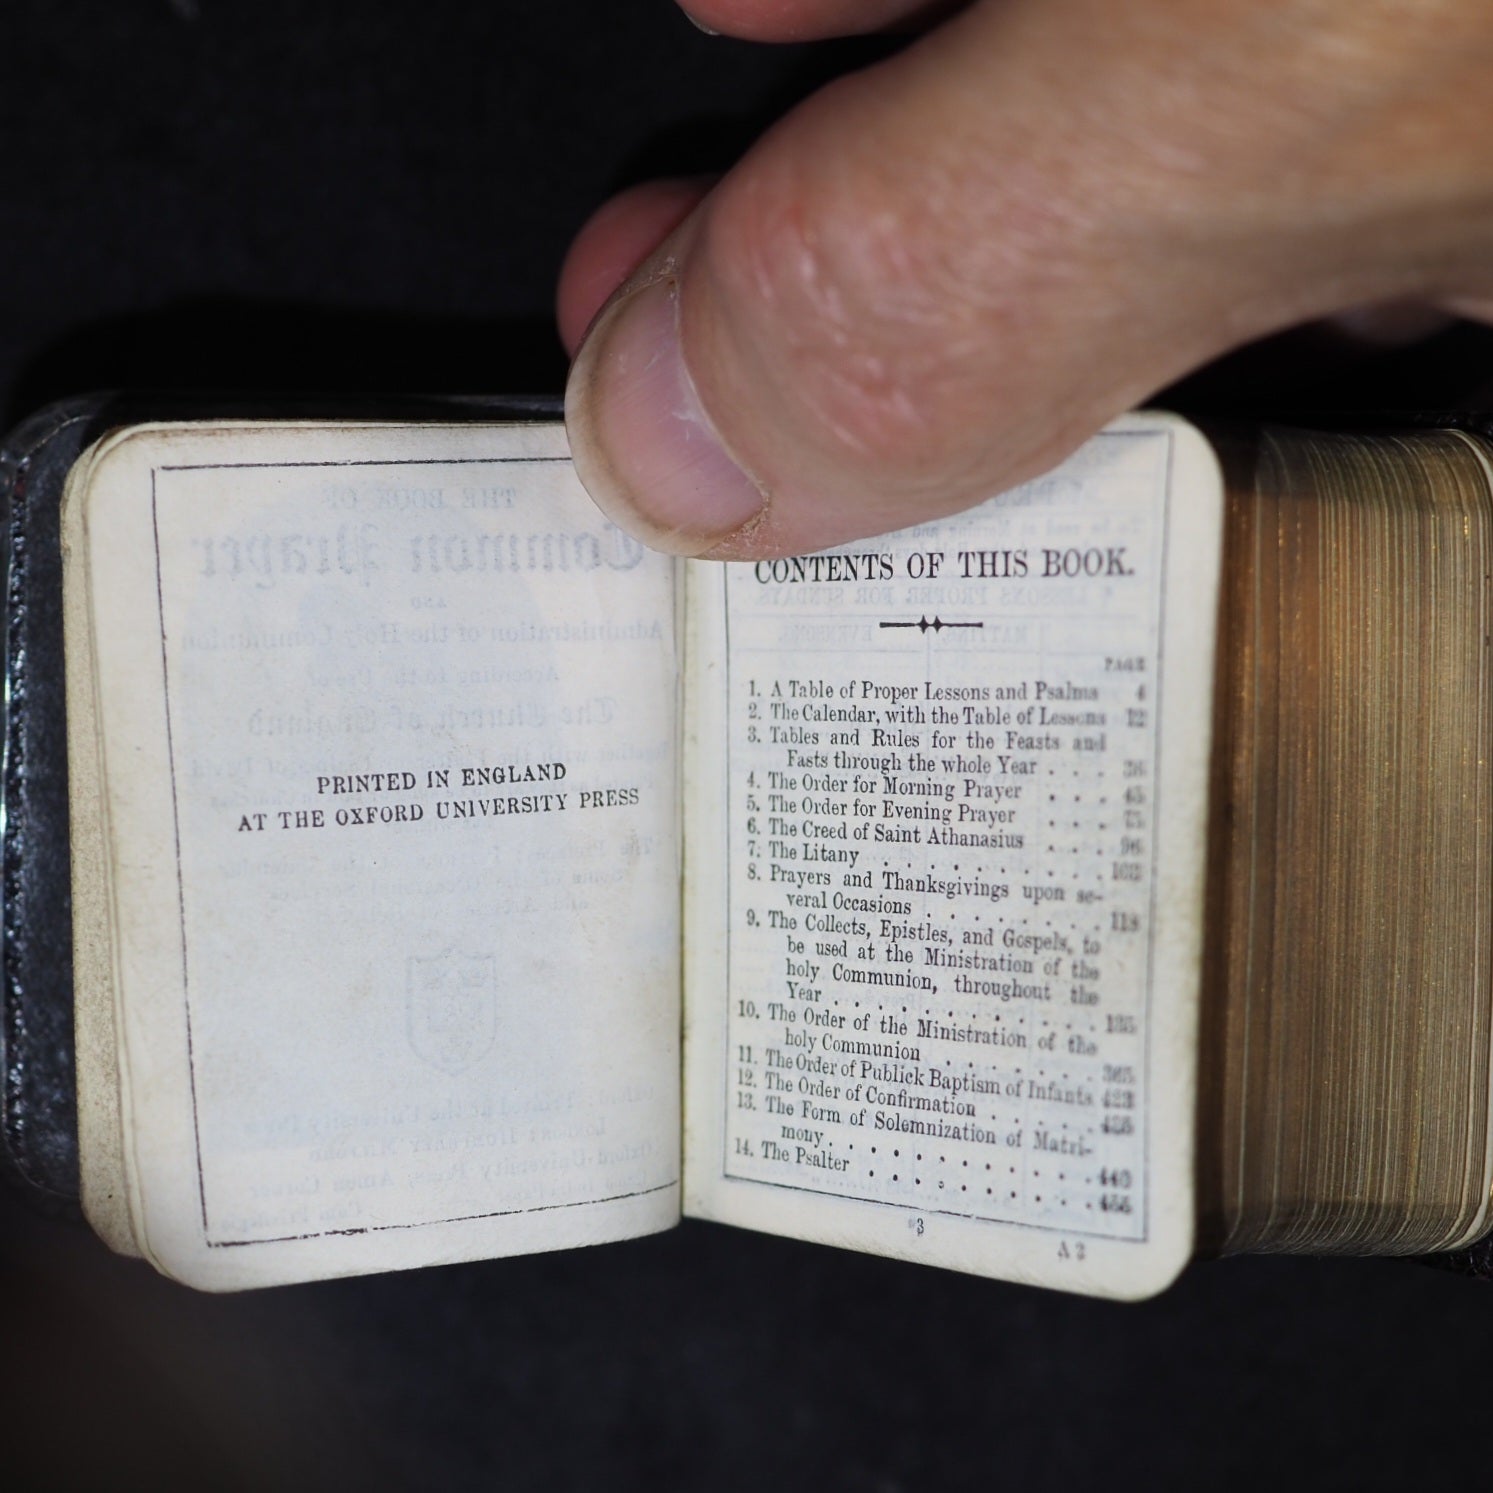 PRINTED IN ENGLAND
AT THE OXFORD UNIVERSITY PRESS
CONTENTS OF THIS BOOK.
PAGE
1. A Table of Proper Lessons and Psalms 4
2. The Calendar, with the Table of Lessons 12
3. Tables and Rules for the Feasts and
Fasts through the whole Year . . . 36
4. The Order for Morning Prayer . . .
5. The Order for Evening Prayer . . .
6. The Creed of Saint Athanasius . . . 96
7. The Litany . . . . . . . .
8. Prayers and Thanksgivings upon se-
veral Occasions . . . . . . . 118
9. The Collects, Epistles, and Gospels, to
be used at the Ministration of the
holy Communion, throughout the
Year . . . . . . . . . . .
10. The Order of the Ministration of the
holy Communion . . . . . .
11. The Order of Publick Baptism of Infants 423
12. The Order of Confirmation . . . .
13. The Form of Solemnization of Matri-
mony . . . . . . . . . . . 440
14. The Psalter . . . . . . . . .
3
A 2